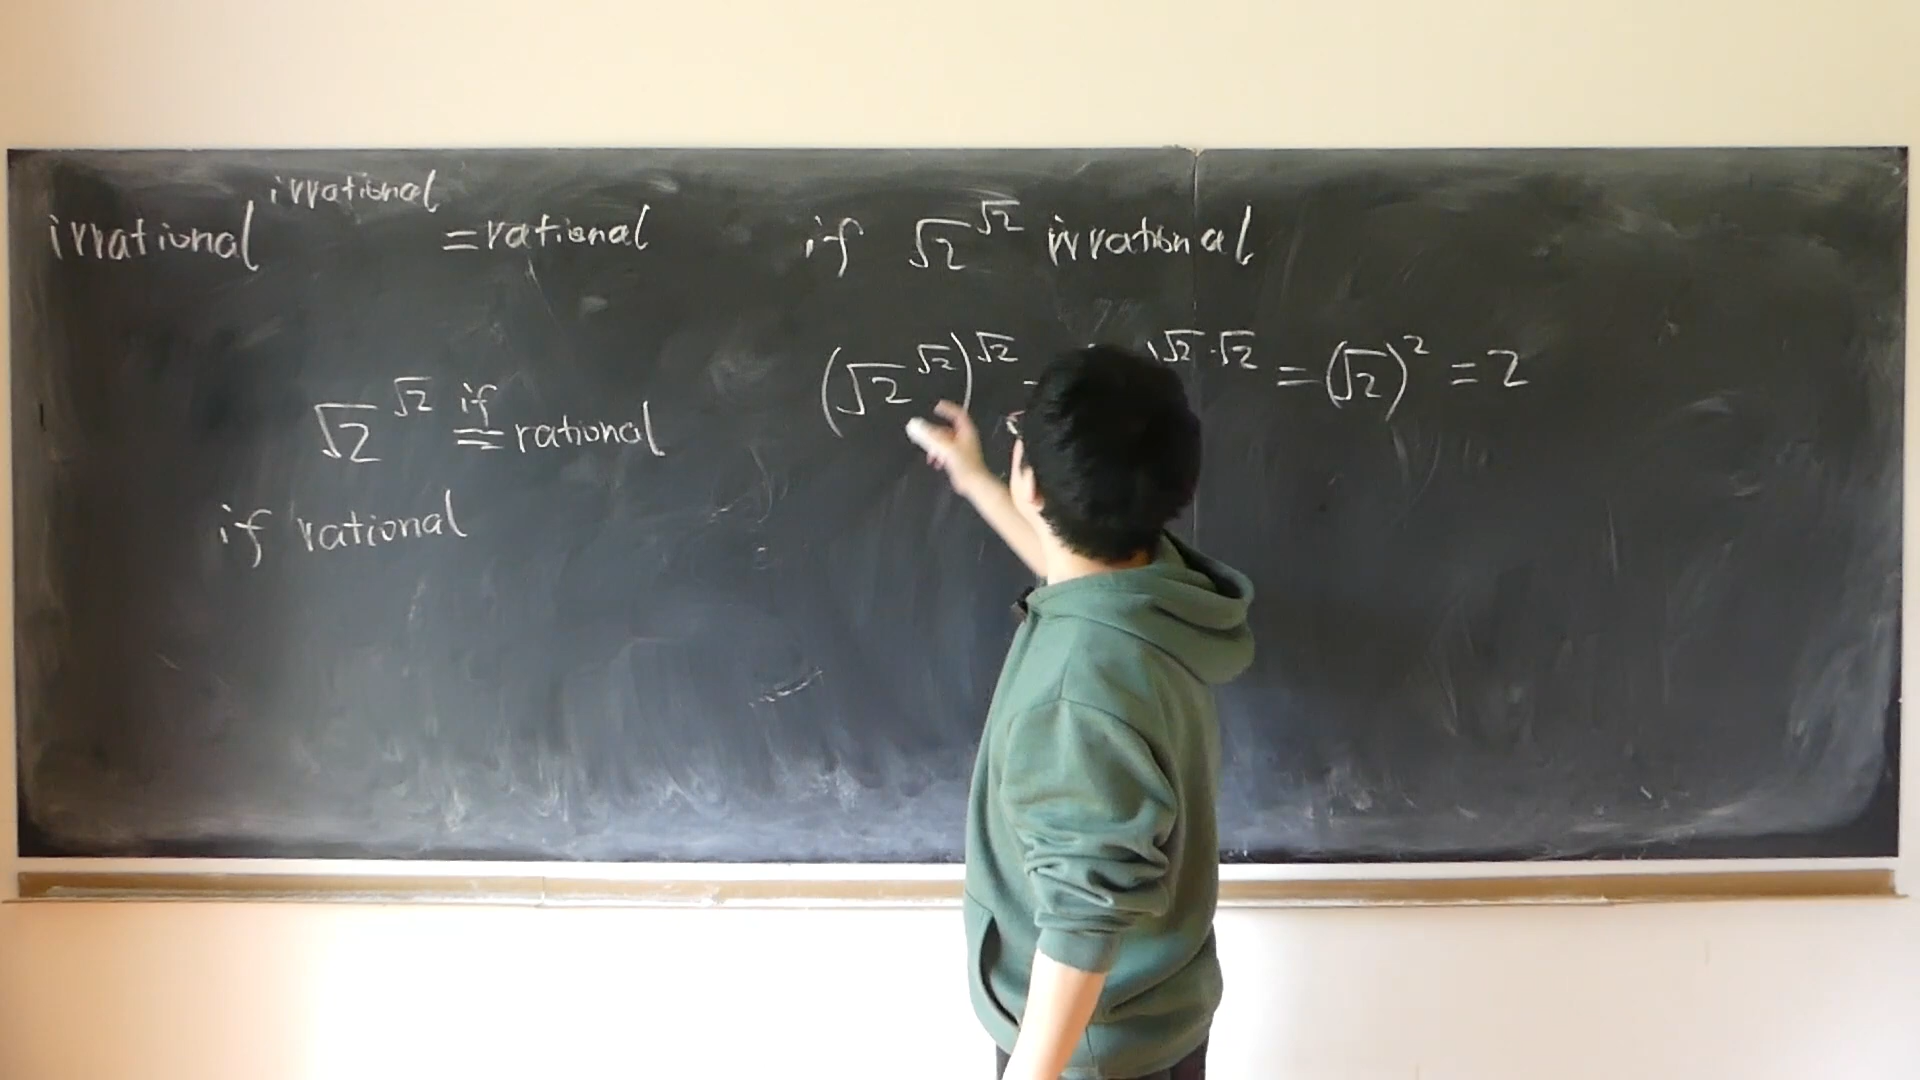 irrational^irrational = rational
√2^√2 if = rational
if rational
if √2^√2 irrational
(√2^√2)^√2 √2·√2 = (√2)^2 = 2